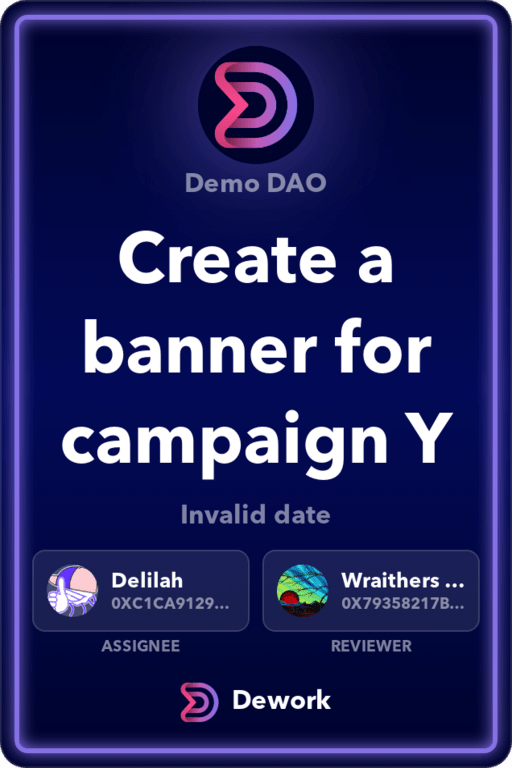 Demo DAO
Create a
banner for
campaign Y
Invalid date
Delilah
0XC1CA9129...
ASSIGNEE
Wraithers ...
0X79358217B...
REVIEWER
Dework